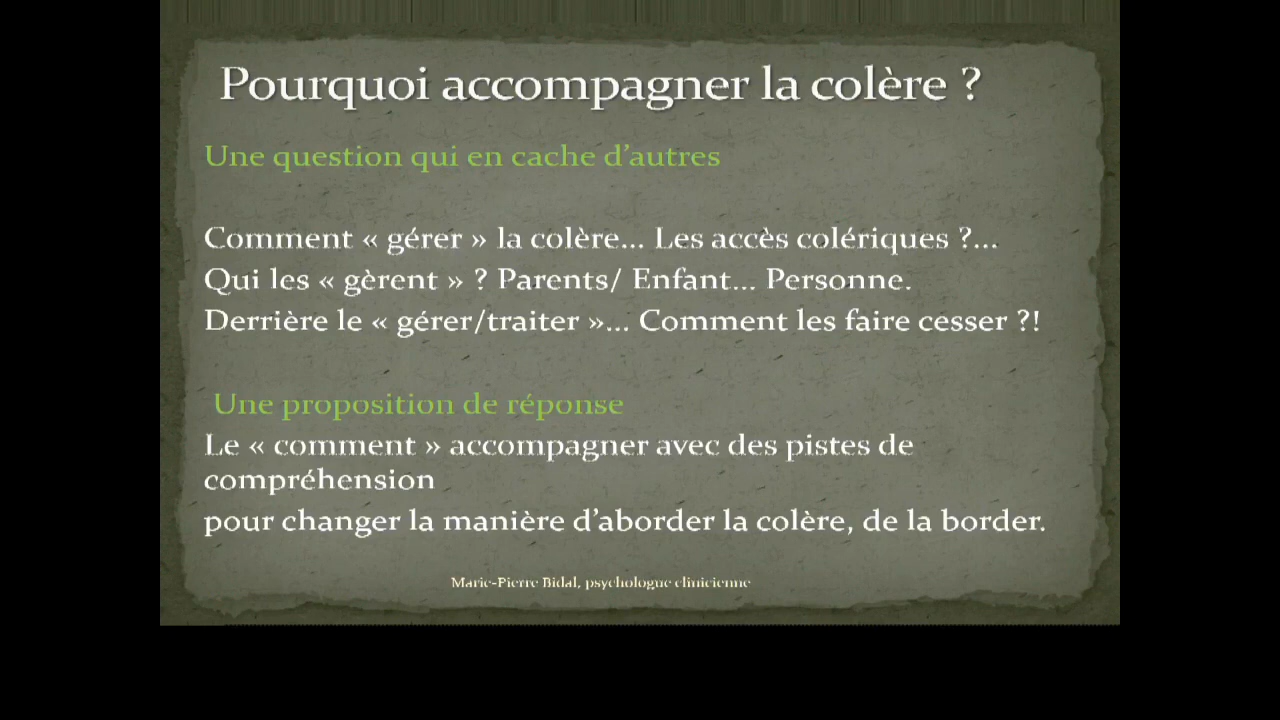 Pourquoi accompagner la colère ?
Une question qui en cache d’autres
Comment « gérer » la colère… Les accès colériques ?…
Qui les « gèrent » ? Parents/ Enfant… Personne.
Derrière le « gérer/traiter »… Comment les faire cesser ?!
Une proposition de réponse
Le « comment » accompagner avec des pistes de
compréhension
pour changer la manière d’aborder la colère, de la border.
Marie-Pierre Bidal, psychologue clinicienne